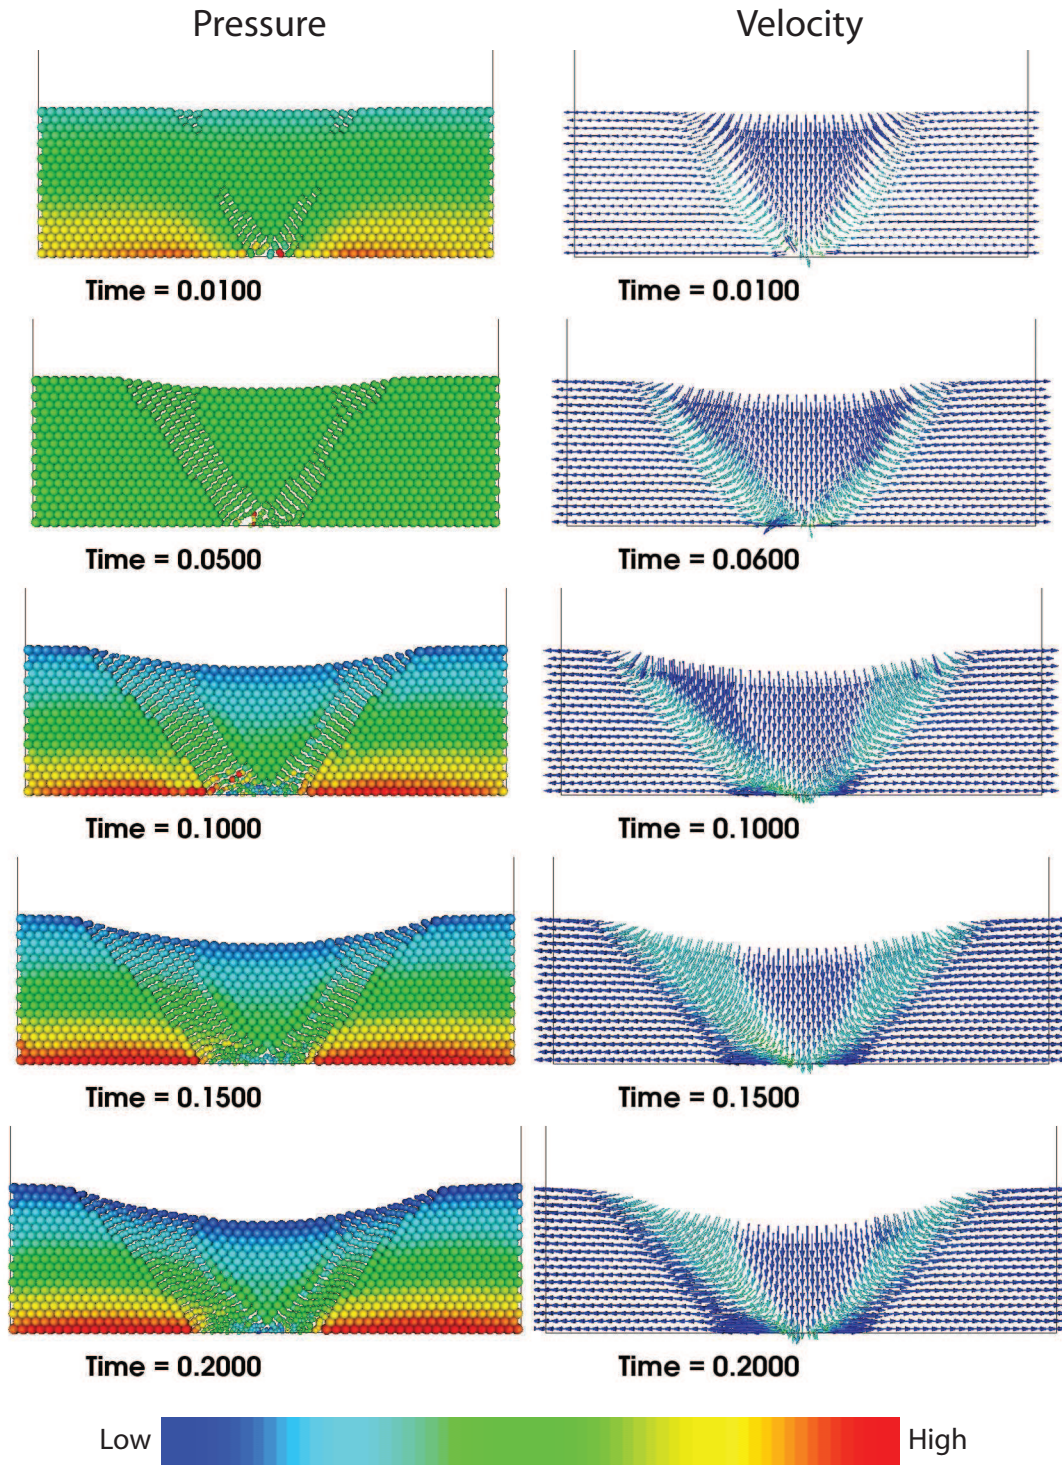 Pressure Velocity
Time = 0.0100 Time = 0.0100
Time = 0.0500 Time = 0.0600
Time = 0.1000 Time = 0.1000
Time = 0.1500 Time = 0.1500
Time = 0.2000 Time = 0.2000
Low High